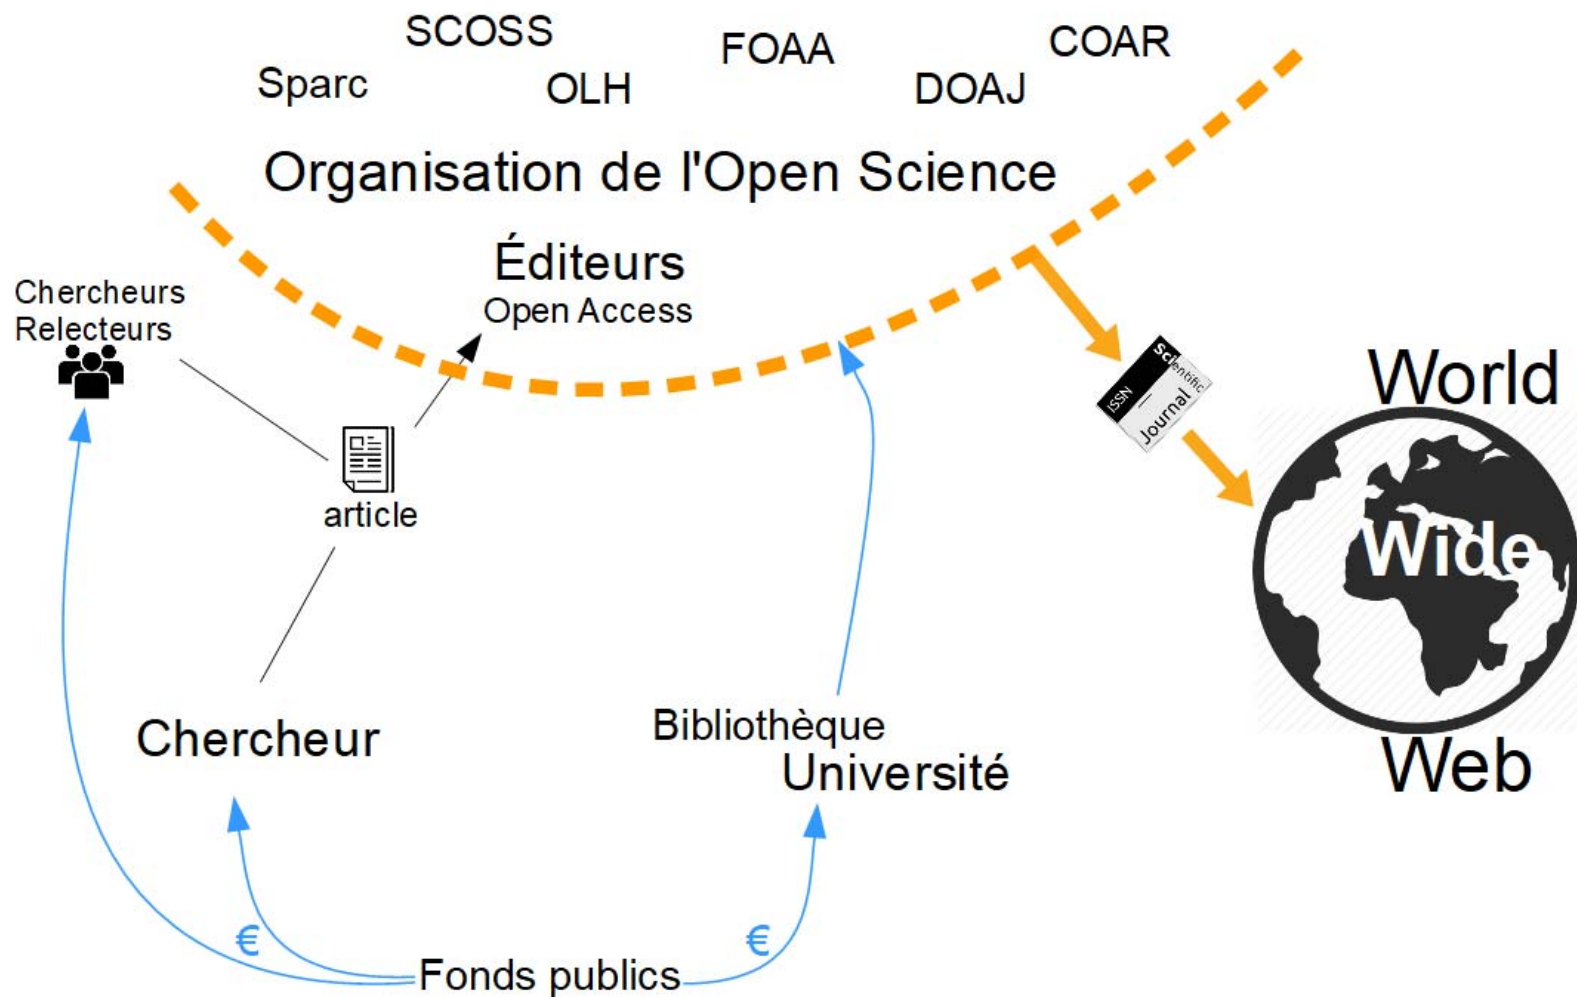 SCOSS
FOAA
COAR
Sparc
OLH
DOAJ
Organisation de l'Open Science
Éditeurs
Open Access
Chercheurs
Relecteurs
Scientific
ISSN
Journal
World
Wide
Web
article
Chercheur
Bibliothèque
Université
€
€
Fonds publics